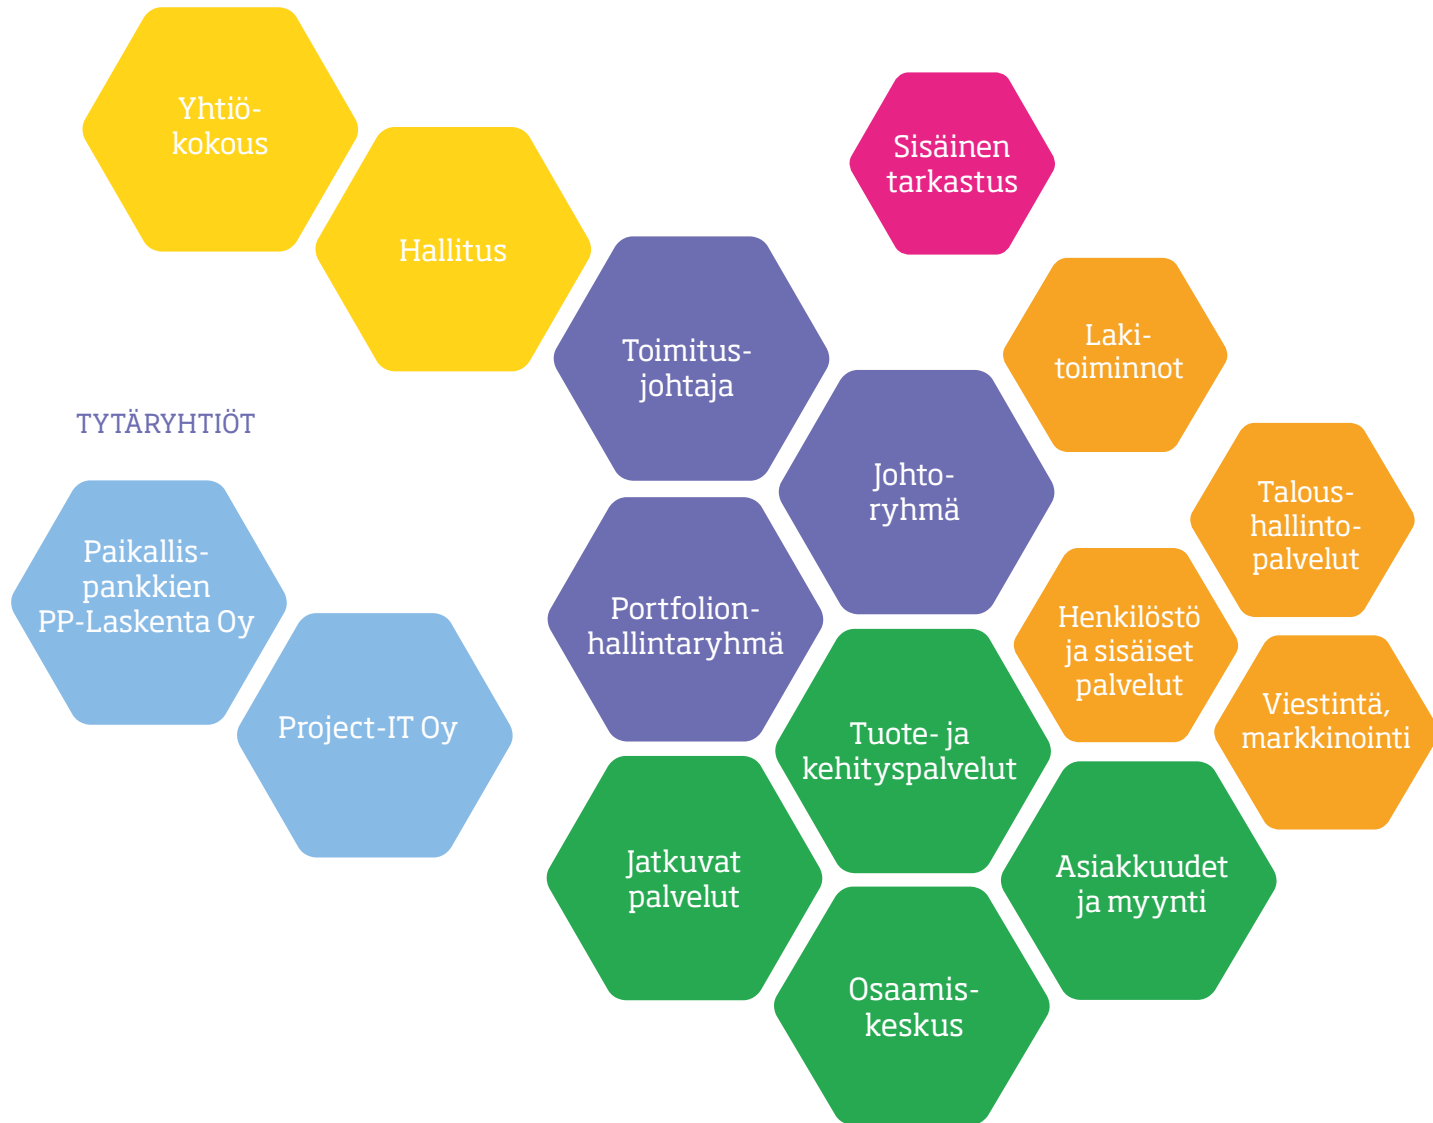 Yhtiö-
kokous
Hallitus
Sisäinen
tarkastus
Toimitus-
johtaja
Laki-
toiminnot
TYTÄRYHTIÖT
Johto-
ryhmä
Talous-
hallinto-
palvelut
Paikallis-
pankkien
PP-Laskenta Oy
Portfolion-
hallintaryhmä
Henkilöstö
ja sisäiset
palvelut
Project-IT Oy
Tuote- ja
kehityspalvelut
Viestintä,
markkinointi
Jatkuvat
palvelut
Asiakkuudet
ja myynti
Osaamis-
keskus